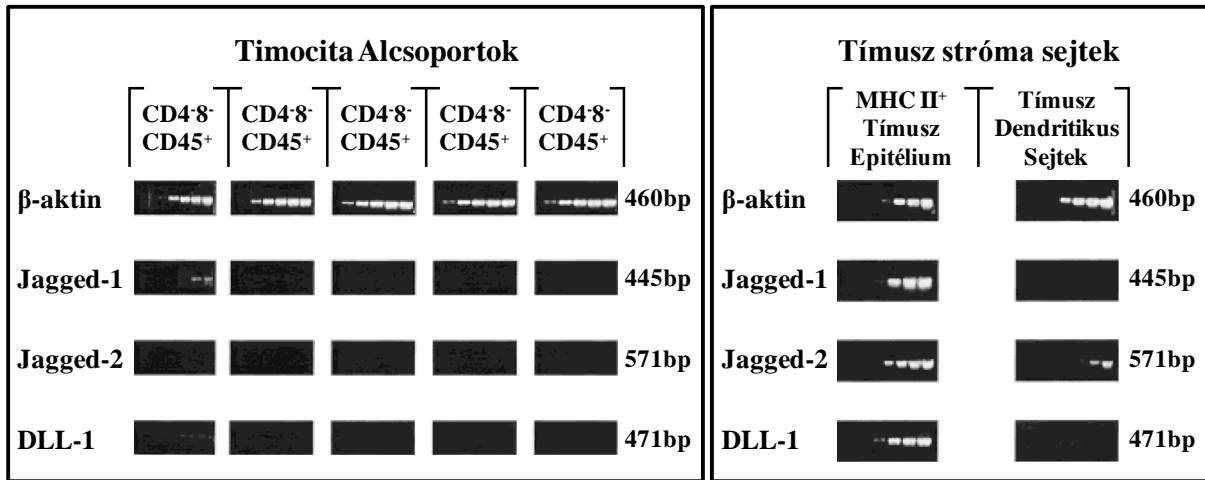 Timocita Alcsoportok
CD4⁻8⁻ CD4⁻8⁻ CD4⁻8⁻ CD4⁻8⁻ CD4⁻8⁻
CD45⁺ CD45⁺ CD45⁺ CD45⁺ CD45⁺
β-aktin 460bp
Jagged-1 445bp
Jagged-2 571bp
DLL-1 471bp
Tímusz stróma sejtek
MHC II⁺
Tímusz
Epitélium
Tímusz
Dendritikus
Sejtek
β-aktin 460bp
Jagged-1 445bp
Jagged-2 571bp
DLL-1 471bp